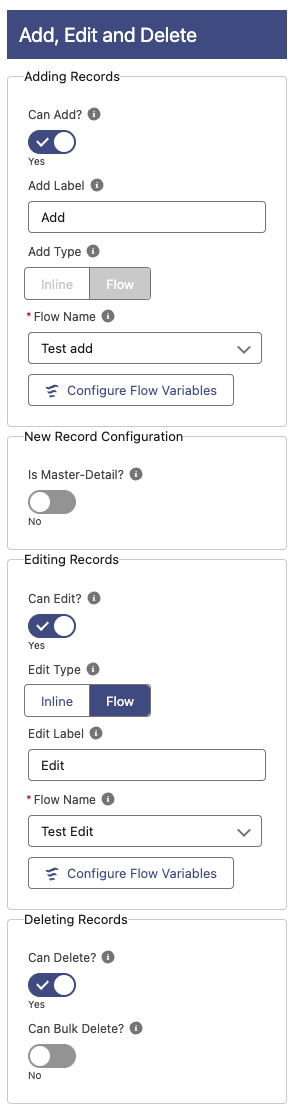 Add, Edit and Delete
Adding Records
Can Add?
Yes
Add Label
Add
Add Type
Inline Flow
* Flow Name
Test add
Configure Flow Variables
New Record Configuration
Is Master-Detail?
No
Editing Records
Can Edit?
Yes
Edit Type
Inline Flow
Edit Label
Edit
* Flow Name
Test Edit
Configure Flow Variables
Deleting Records
Can Delete?
Yes
Can Bulk Delete?
No